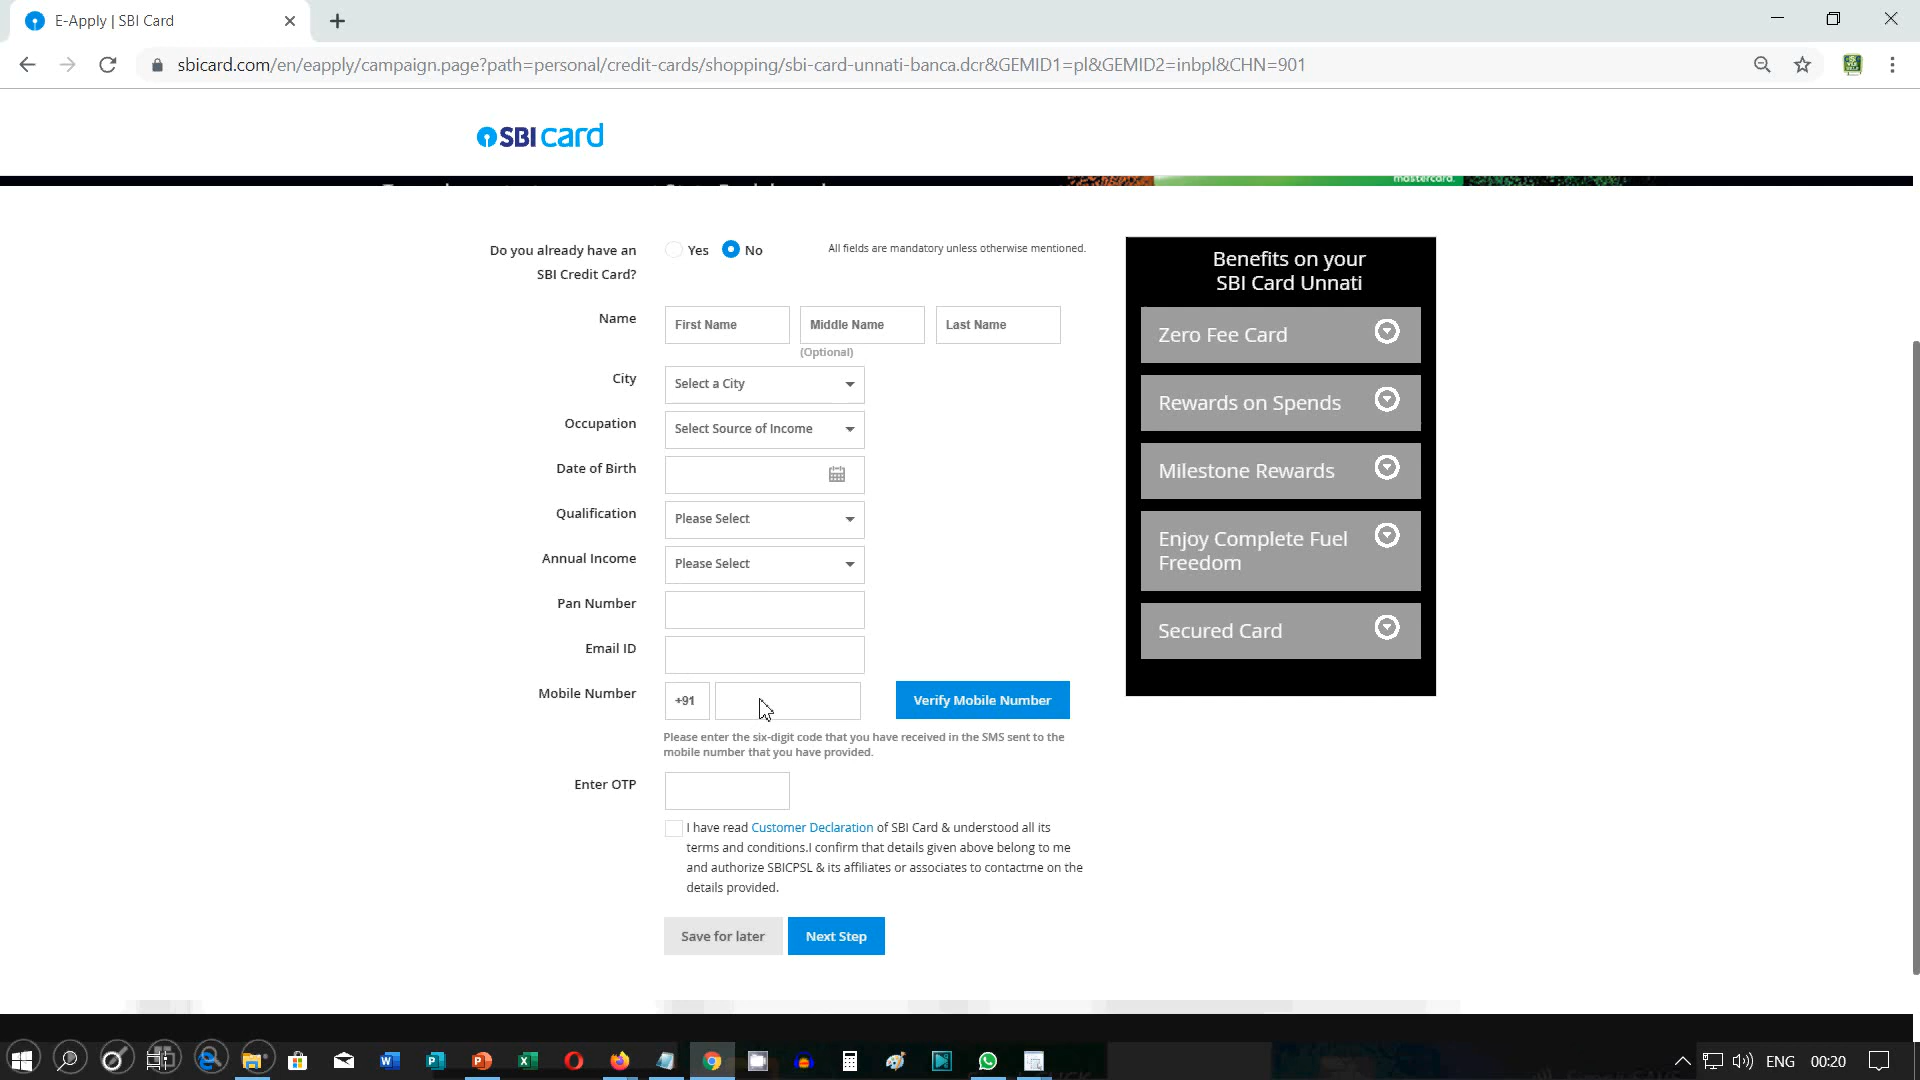 E-Apply | SBI Card
sbicard.com/en/eapply/campaign.page?path=personal/credit-cards/shopping/sbi-card-unnati-banca.dcr&GEMID1=pl&GEMID2=inbpl&CHN=901
SBI card
mastercard.
Do you already have an
SBI Credit Card?
Yes No
All fields are mandatory unless otherwise mentioned.
Name
First Name Middle Name Last Name
(Optional)
City
Select a City
Occupation
Select Source of Income
Date of Birth
Qualification
Please Select
Annual Income
Please Select
Pan Number
Email ID
Mobile Number
+91
Verify Mobile Number
Please enter the six-digit code that you have received in the SMS sent to the
mobile number that you have provided.
Enter OTP
I have read Customer Declaration of SBI Card & understood all its
terms and conditions.I confirm that details given above belong to me
and authorize SBICPSL & its affiliates or associates to contactme on the
details provided.
Save for later Next Step
Benefits on your
SBI Card Unnati
Zero Fee Card
Rewards on Spends
Milestone Rewards
Enjoy Complete Fuel
Freedom
Secured Card
ENG 00:20